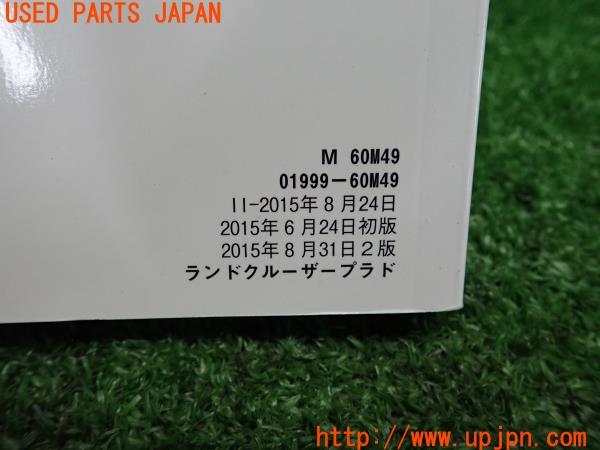 USED PARTS JAPAN
M 60M49
01999-60M49
II-2015年8月24日
2015年6月24日初版
2015年8月31日2版
ランドクルーザープラド
http://www.upjpn.com